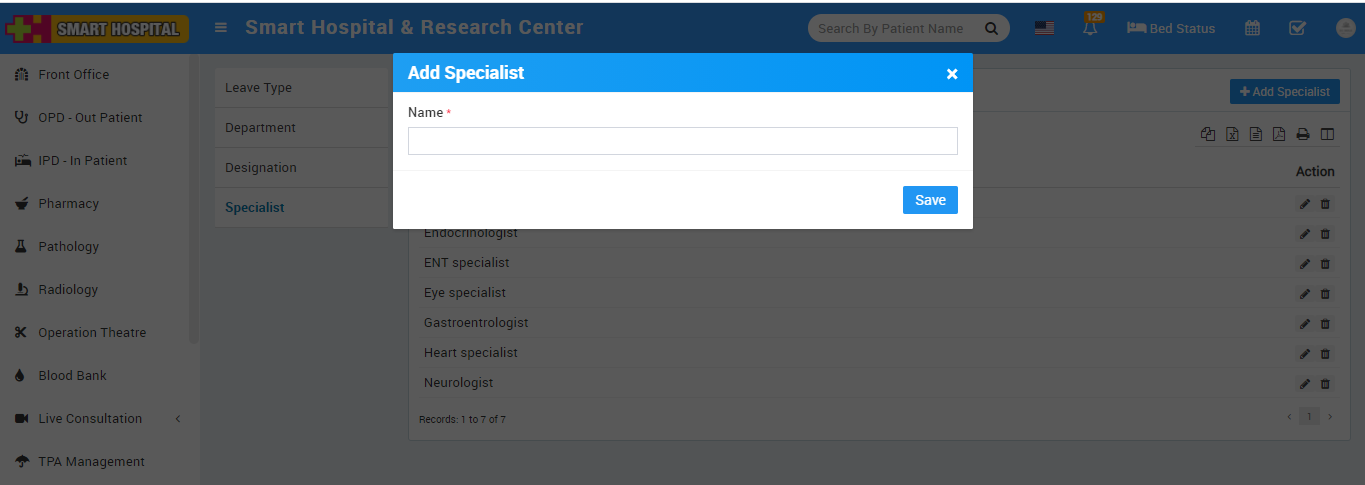 SMART HOSPITAL
Smart Hospital & Research Center
Search By Patient Name
129
Bed Status
Front Office
OPD - Out Patient
IPD - In Patient
Pharmacy
Pathology
Radiology
Operation Theatre
Blood Bank
Live Consultation
TPA Management
Leave Type
Department
Designation
Specialist
Add Specialist
×
Name *
Save
+ Add Specialist
Action
Endocrinologist
ENT specialist
Eye specialist
Gastroentrologist
Heart specialist
Neurologist
Records: 1 to 7 of 7
‹ 1 ›